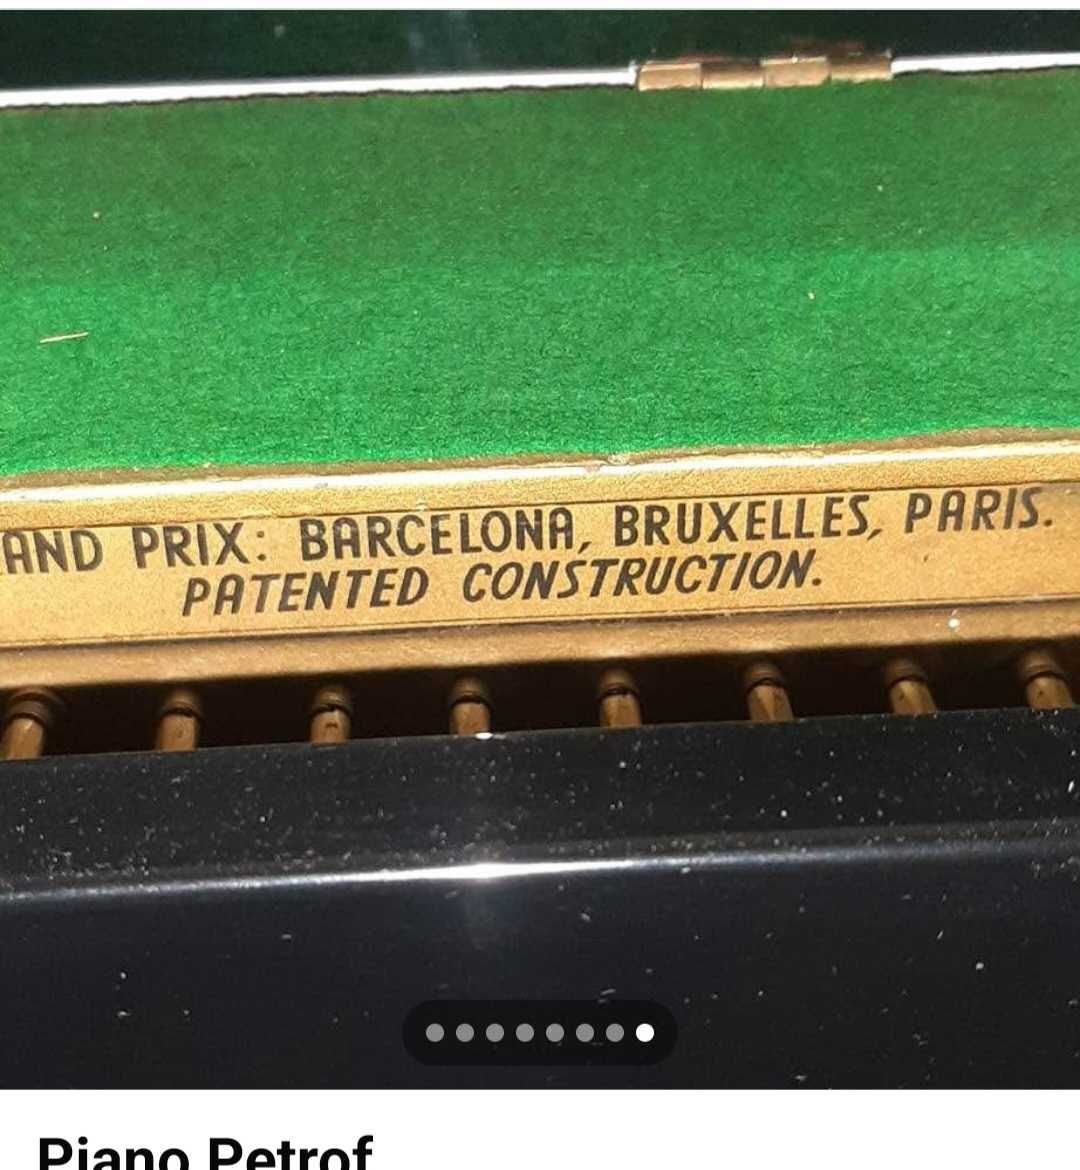 AND PRIX: BARCELONA, BRUXELLES, PARIS.
PATENTED CONSTRUCTION.
Piano Petrof